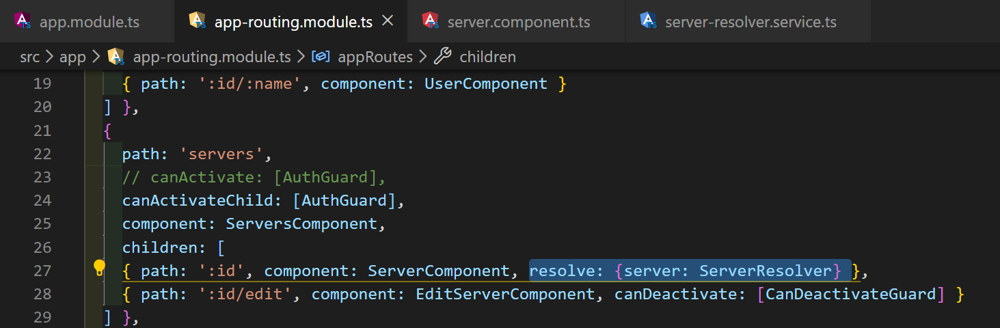 app.module.ts app-routing.module.ts server.component.ts server-resolver.service.ts
src > app > app-routing.module.ts > appRoutes > children
19 { path: ':id/:name', component: UserComponent }
20 ] },
21 {
22 path: 'servers',
23 // canActivate: [AuthGuard],
24 canActivateChild: [AuthGuard],
25 component: ServersComponent,
26 children: [
27 { path: ':id', component: ServerComponent, resolve: {server: ServerResolver} },
28 { path: ':id/edit', component: EditServerComponent, canDeactivate: [CanDeactivateGuard] }
29 ] },